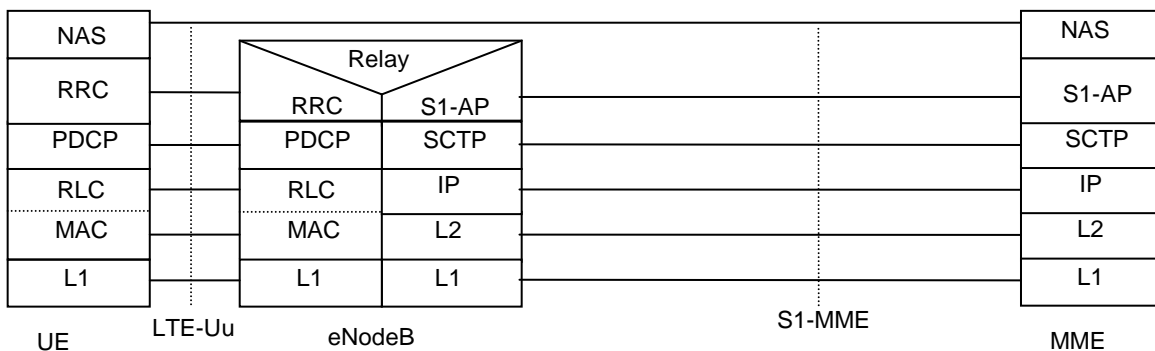 NAS
NAS
Relay
RRC
RRC
S1-AP
S1-AP
PDCP
PDCP
SCTP
SCTP
RLC
RLC
IP
IP
MAC
MAC
L2
L2
L1
L1
L1
L1
UE
LTE-Uu
eNodeB
S1-MME
MME